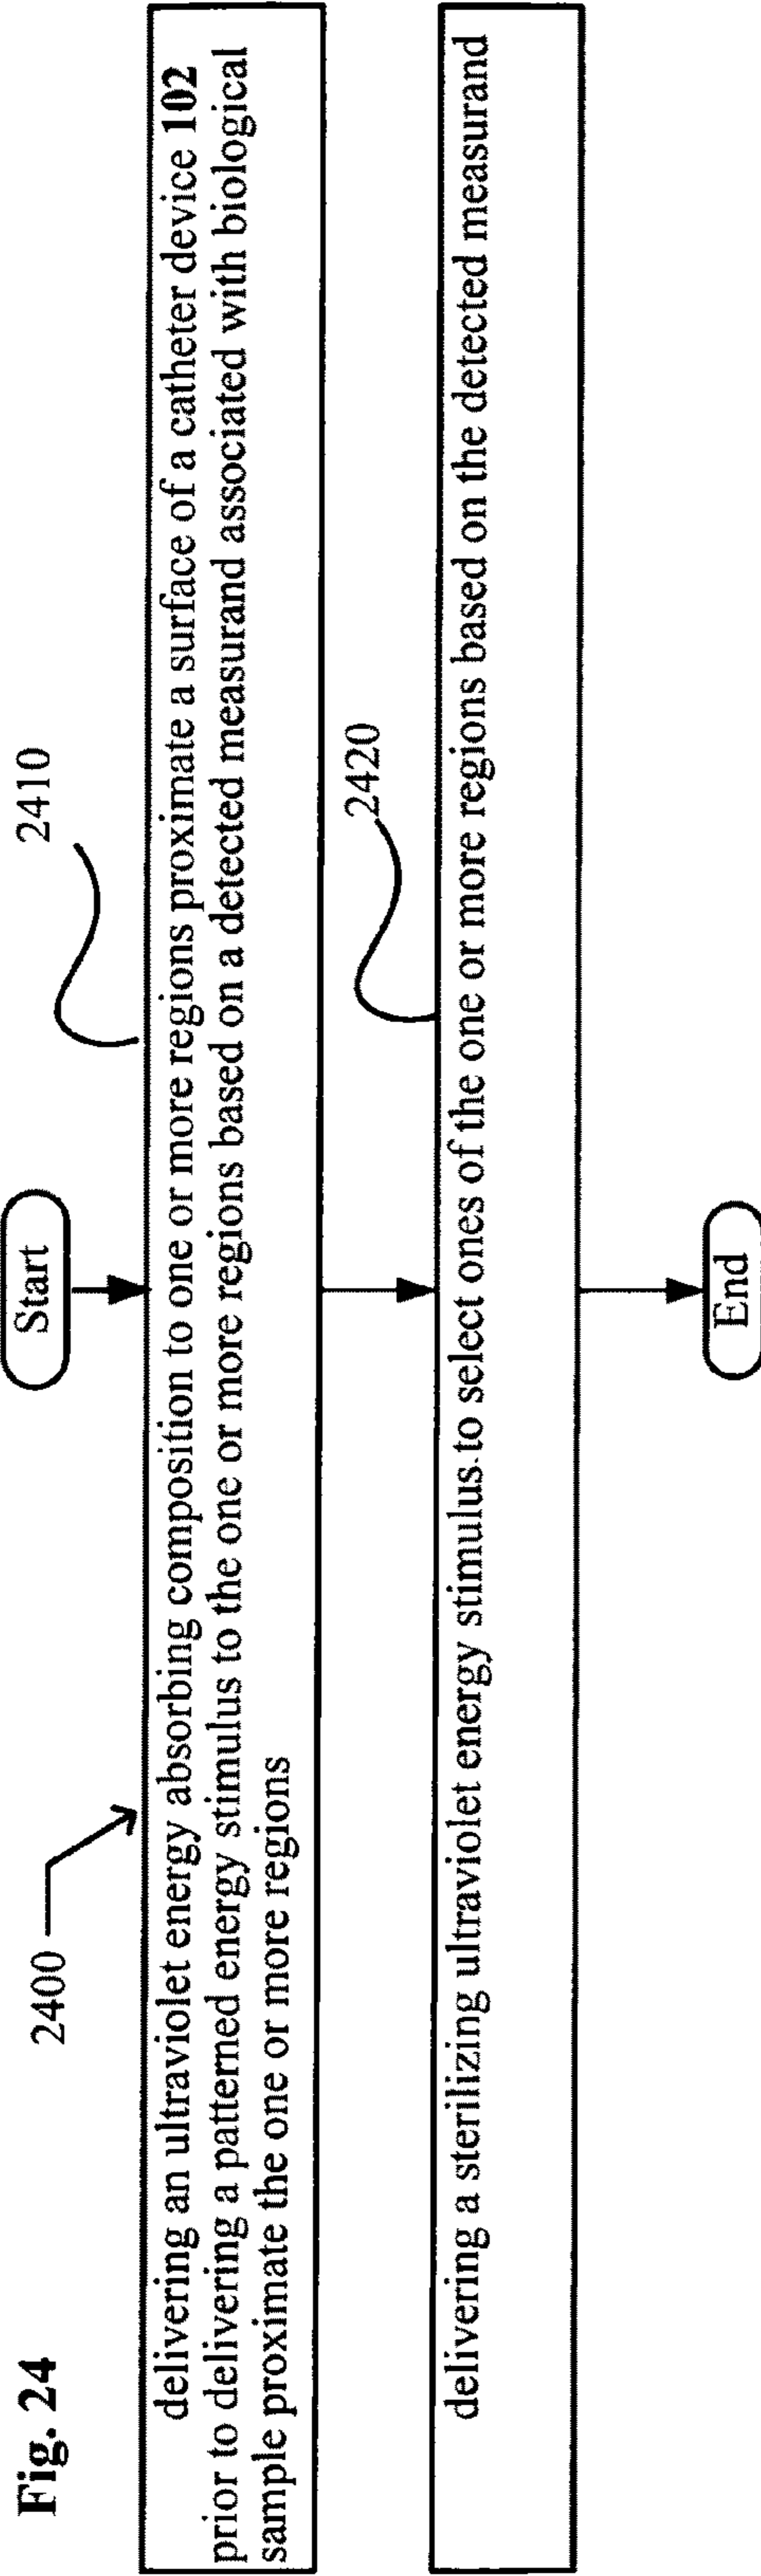 Fig. 24
2400
Start
2410
delivering an ultraviolet energy absorbing composition to one or more regions proximate a surface of a catheter device 102
prior to delivering a patterned energy stimulus to the one or more regions based on a detected measurand associated with biological
sample proximate the one or more regions
2420
delivering a sterilizing ultraviolet energy stimulus to select ones of the one or more regions based on the detected measurand
End